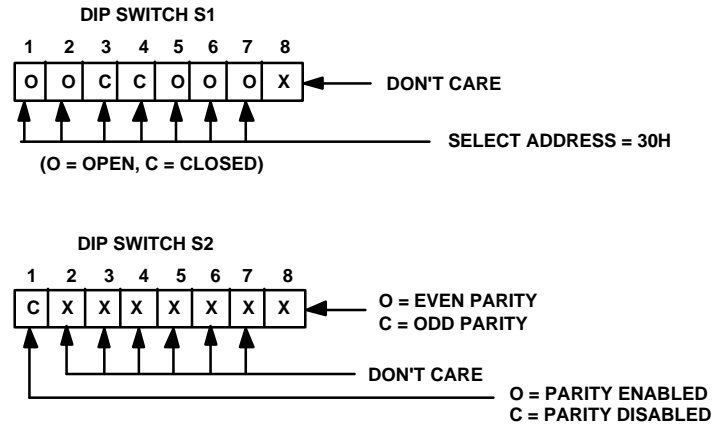 DIP SWITCH S1
1 2 3 4 5 6 7 8
O O C C O O O X
DON'T CARE
SELECT ADDRESS = 30H
(O = OPEN, C = CLOSED)
DIP SWITCH S2
1 2 3 4 5 6 7 8
C X X X X X X X
O = EVEN PARITY
C = ODD PARITY
DON'T CARE
O = PARITY ENABLED
C = PARITY DISABLED